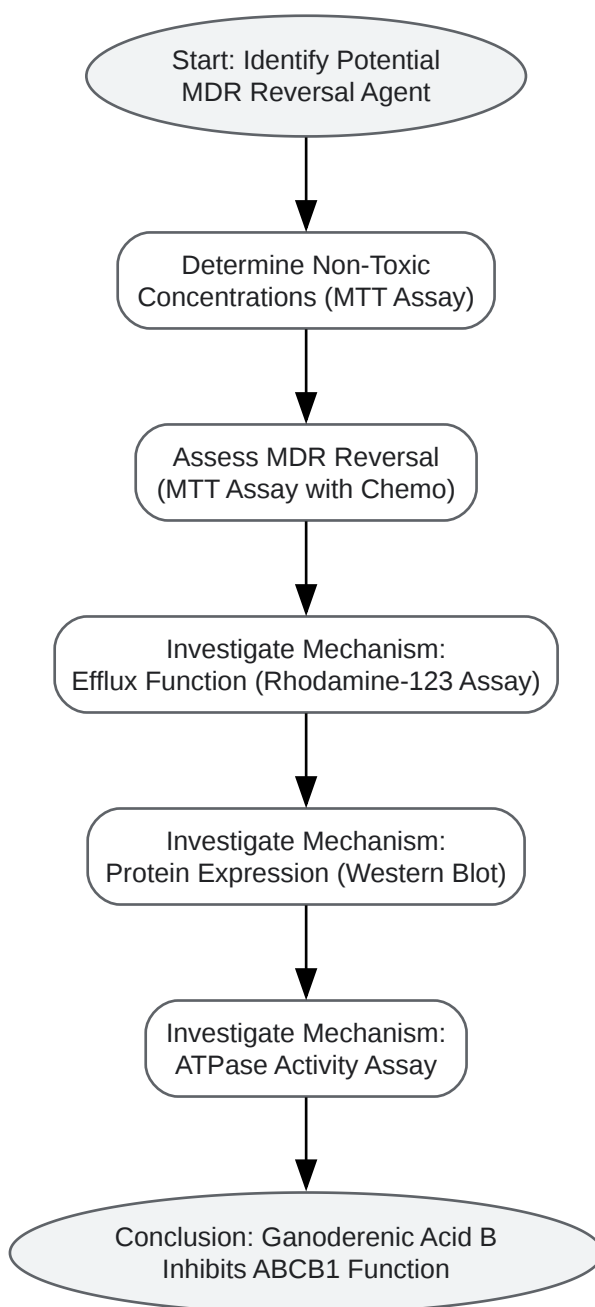 Start: Identify Potential
MDR Reversal Agent
Determine Non-Toxic
Concentrations (MTT Assay)
Assess MDR Reversal
(MTT Assay with Chemo)
Investigate Mechanism:
Efflux Function (Rhodamine-123 Assay)
Investigate Mechanism:
Protein Expression (Western Blot)
Investigate Mechanism:
ATPase Activity Assay
Conclusion: Ganoderenic Acid B
Inhibits ABCB1 Function